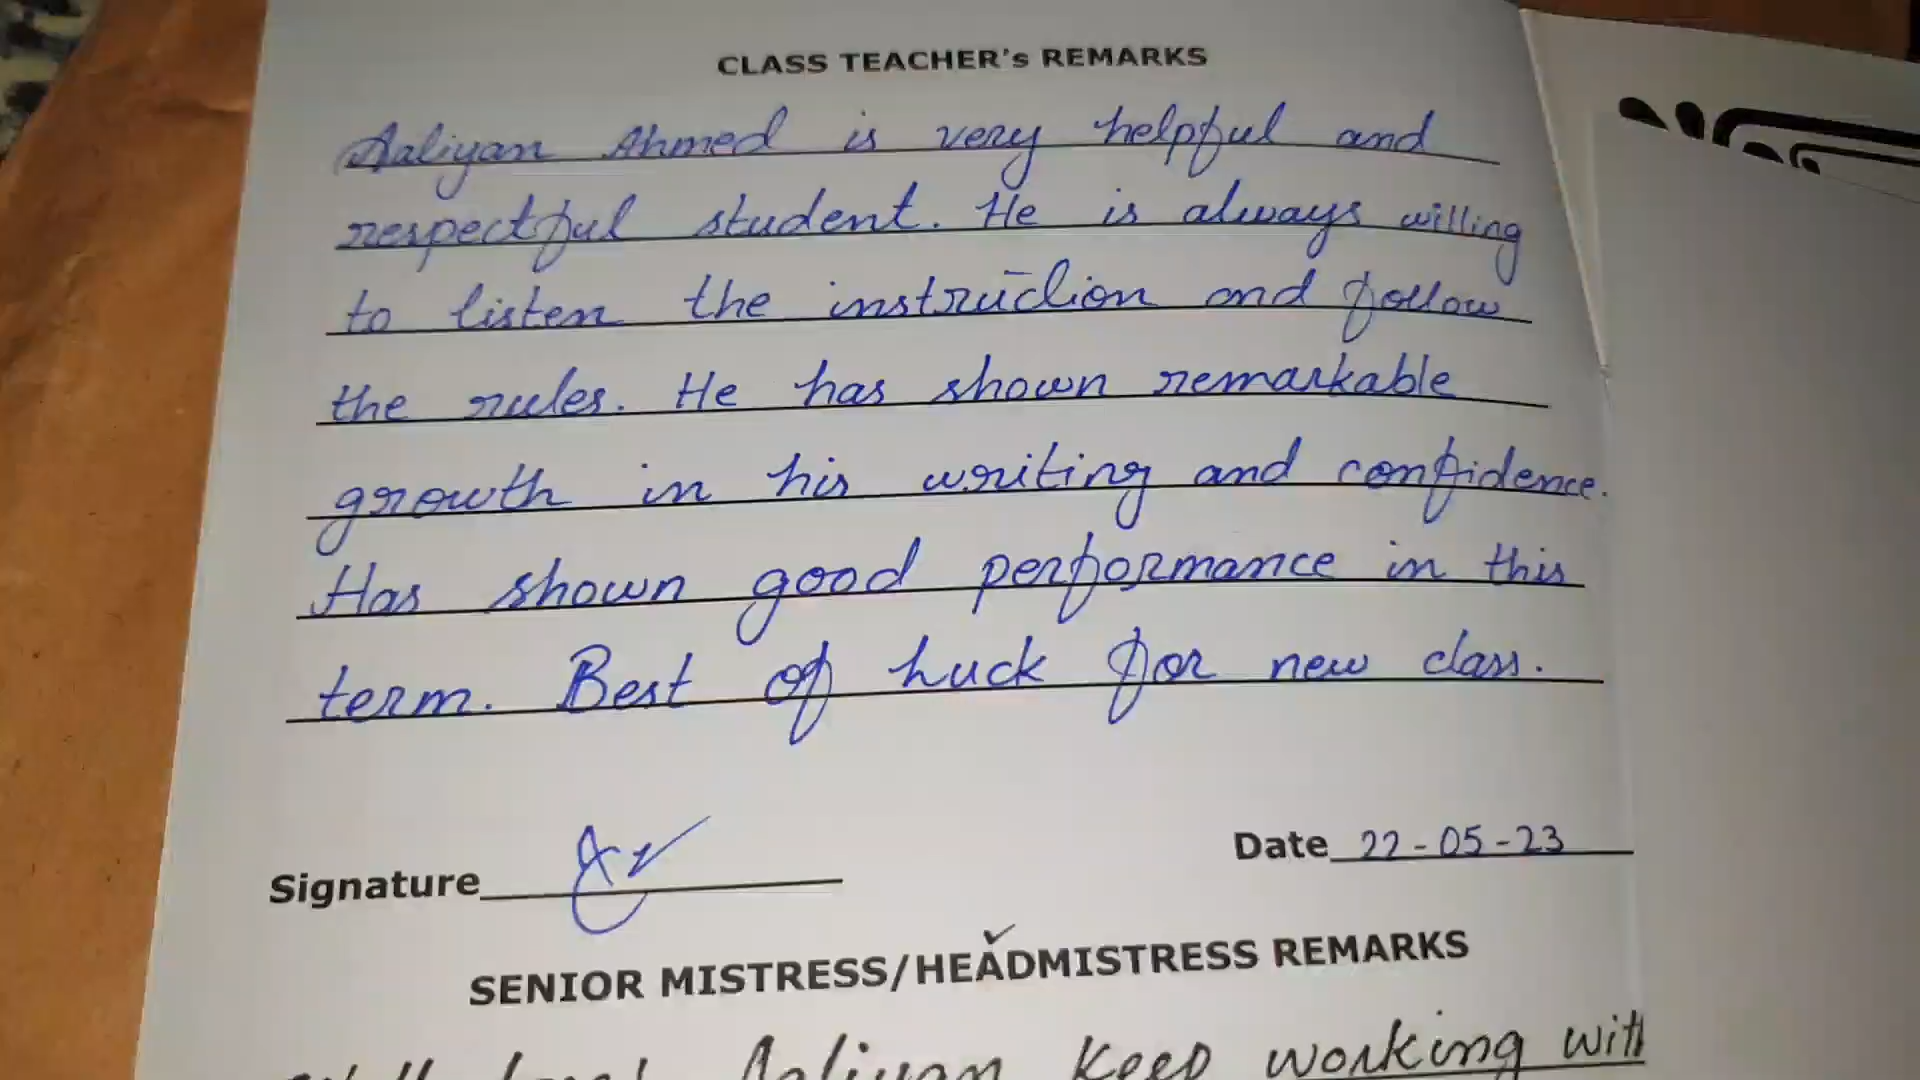 CLASS TEACHER's REMARKS
Aaliyan Ahmed is very helpful and
respectful student. He is always willing
to listen the instruction and follow
the rules. He has shown remarkable
growth in his writing and confidence.
Has shown good performance in this
term. Best of luck for new class.
Signature
Date 22-05-23
SENIOR MISTRESS/HEADMISTRESS REMARKS
Aaliyan Keep working with